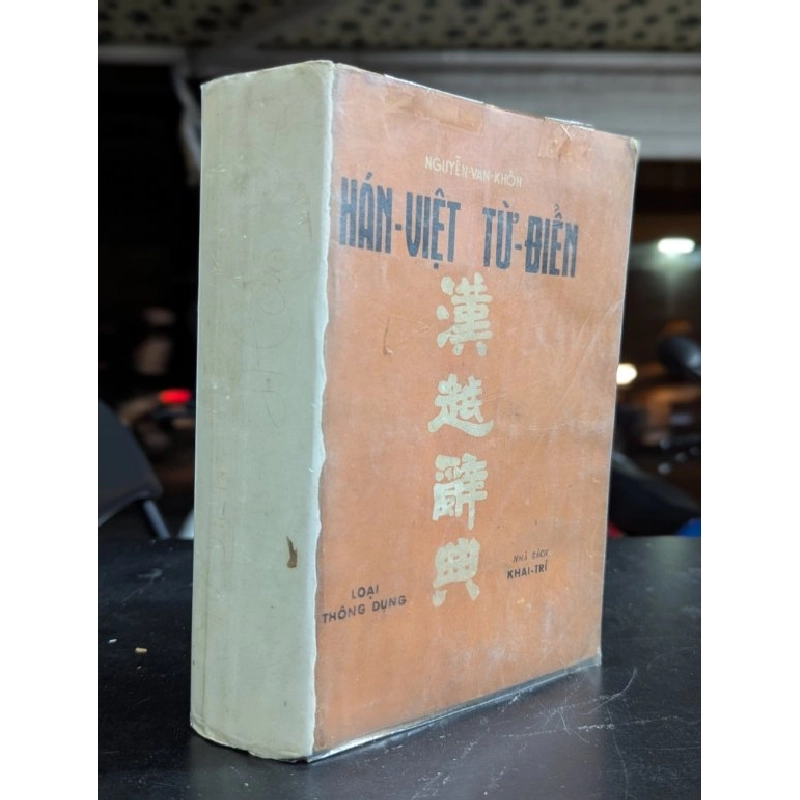 NGUYỄN-VĂN-KHÔN
HÁN-VIỆT TỪ-ĐIỂN
漢
越
辭
典
LOẠI
THÔNG DỤNG
NHÀ SÁCH
KHAI-TRÍ